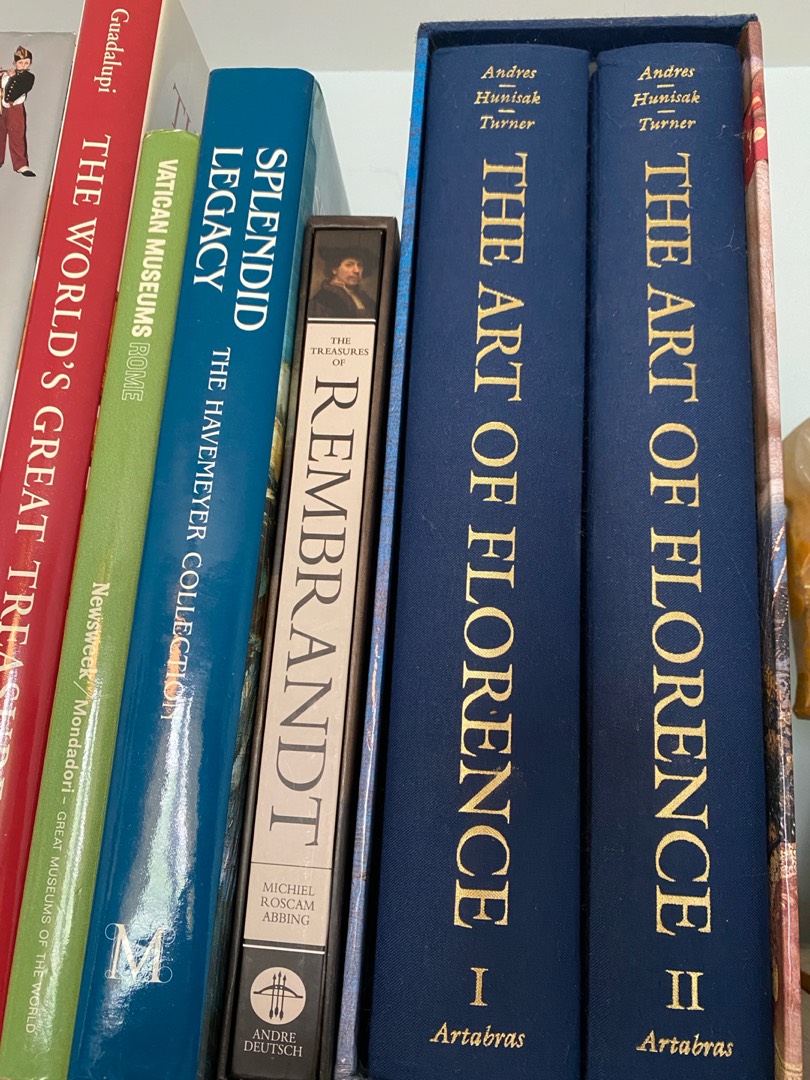 Guadalupi
THE WORLD'S GREAT TREASURES
VATICAN MUSEUMS ROME
Newsweek/Mondadori – GREAT MUSEUMS OF THE WORLD
SPLENDID
LEGACY
THE HAVEMEYER COLLECTION
M
THE
TREASURES
OF
REMBRANDT
MICHIEL
ROSCAM
ABBING
ANDRE
DEUTSCH
Andres
Hunisak
Turner
THE ART OF FLORENCE
I
Artabras
Andres
Hunisak
Turner
THE ART OF FLORENCE
II
Artabras